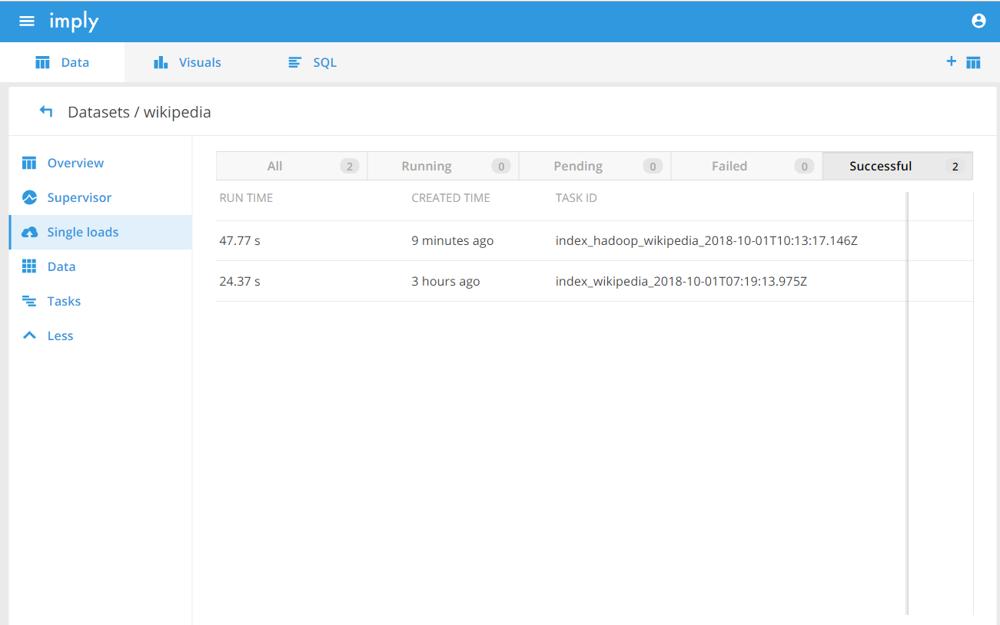 imply
Data Visuals SQL +
Datasets / wikipedia
Overview
Supervisor
Single loads
Data
Tasks
Less
All 2 Running 0 Pending 0 Failed 0 Successful 2
RUN TIME CREATED TIME TASK ID
47.77 s 9 minutes ago index_hadoop_wikipedia_2018-10-01T10:13:17.146Z
24.37 s 3 hours ago index_wikipedia_2018-10-01T07:19:13.975Z